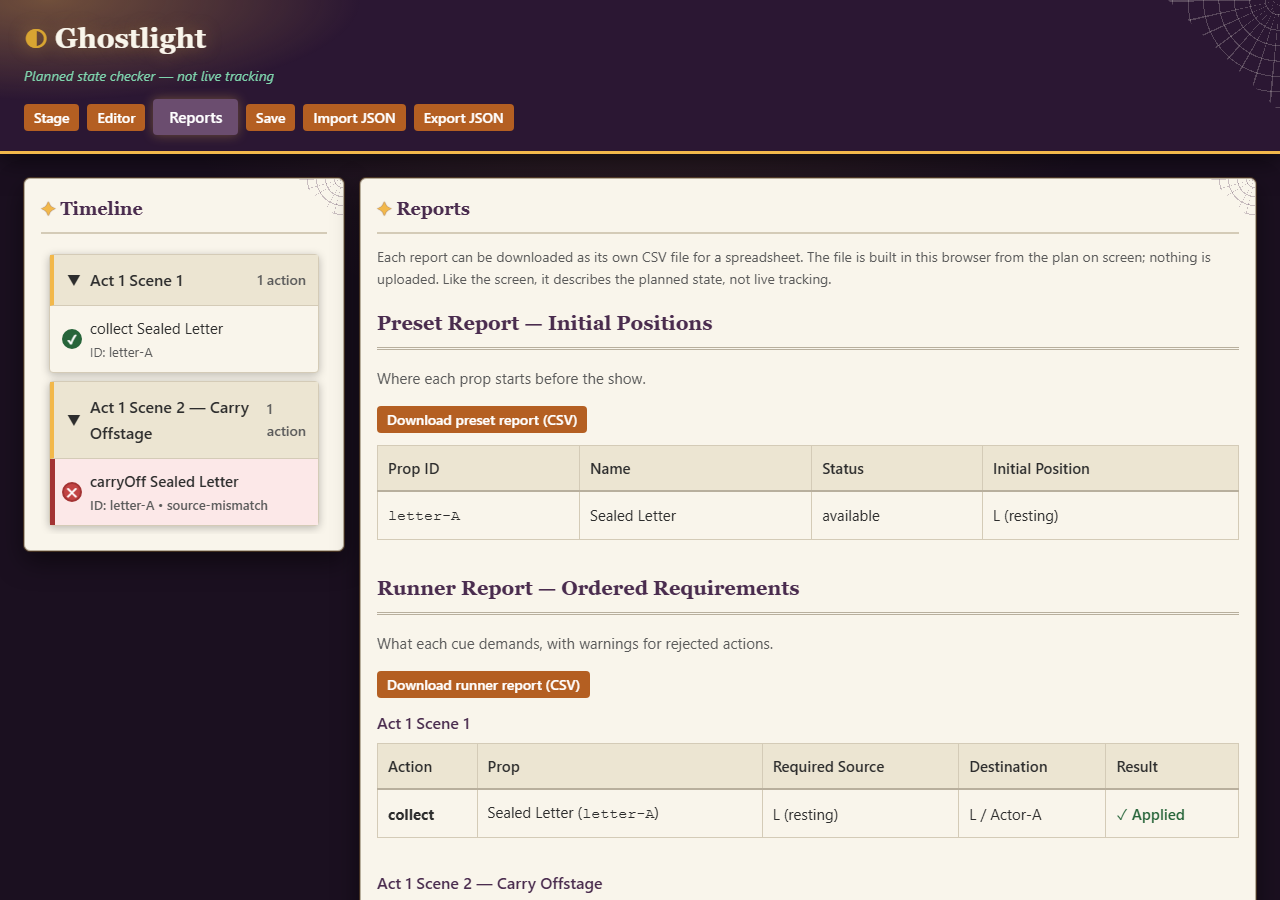 Ghostlight
Planned state checker — not live tracking
Stage
Editor
Reports
Save
Import JSON
Export JSON
Timeline
Act 1 Scene 1
1 action
collect Sealed Letter
ID: letter-A
Act 1 Scene 2 — Carry
Offstage
1
action
carryOff Sealed Letter
ID: letter-A • source-mismatch
Reports
Each report can be downloaded as its own CSV file for a spreadsheet. The file is built in this browser from the plan on screen; nothing is
uploaded. Like the screen, it describes the planned state, not live tracking.
Preset Report — Initial Positions
Where each prop starts before the show.
Download preset report (CSV)
Prop ID Name Status Initial Position
letter-A Sealed Letter available L (resting)
Runner Report — Ordered Requirements
What each cue demands, with warnings for rejected actions.
Download runner report (CSV)
Act 1 Scene 1
Action Prop Required Source Destination Result
collect Sealed Letter (letter-A) L (resting) L / Actor-A ✓ Applied
Act 1 Scene 2 — Carry Offstage